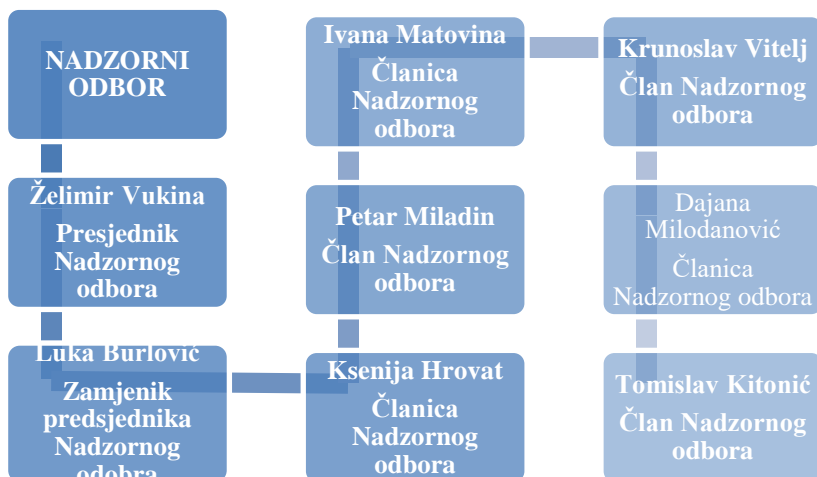 NADZORNI
ODBOR
Želimir Vukina
Presjednik
Nadzornog
odbora
Luka Burlović
Zamjenik
predsjednika
Nadzornog
odobra
Ksenija Hrovat
Članica
Nadzornog
odbora
Petar Miladin
Član Nadzornog
odbora
Ivana Matovina
Članica
Nadzornog
odbora
Krunoslav Vitelj
Član Nadzornog
odbora
Dajana
Milodanović
Članica
Nadzornog odbora
Tomislav Kitonić
Član Nadzornog
odbora